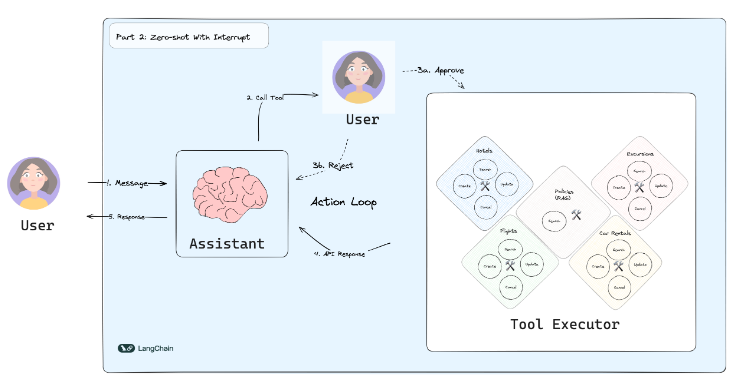 Part 2: Zero-shot With Interrupt
3a. Approve
2. Call Tool
User
3b. Reject
1. Message
5. Response
User
Assistant
Action Loop
4. API Response
Hotels
Search
Create
Update
Cancel
Excursions
Search
Create
Update
Cancel
Policies
(RAG)
Search
Flights
Search
Create
Update
Cancel
Car Rentals
Search
Create
Update
Cancel
Tool Executor
LangChain